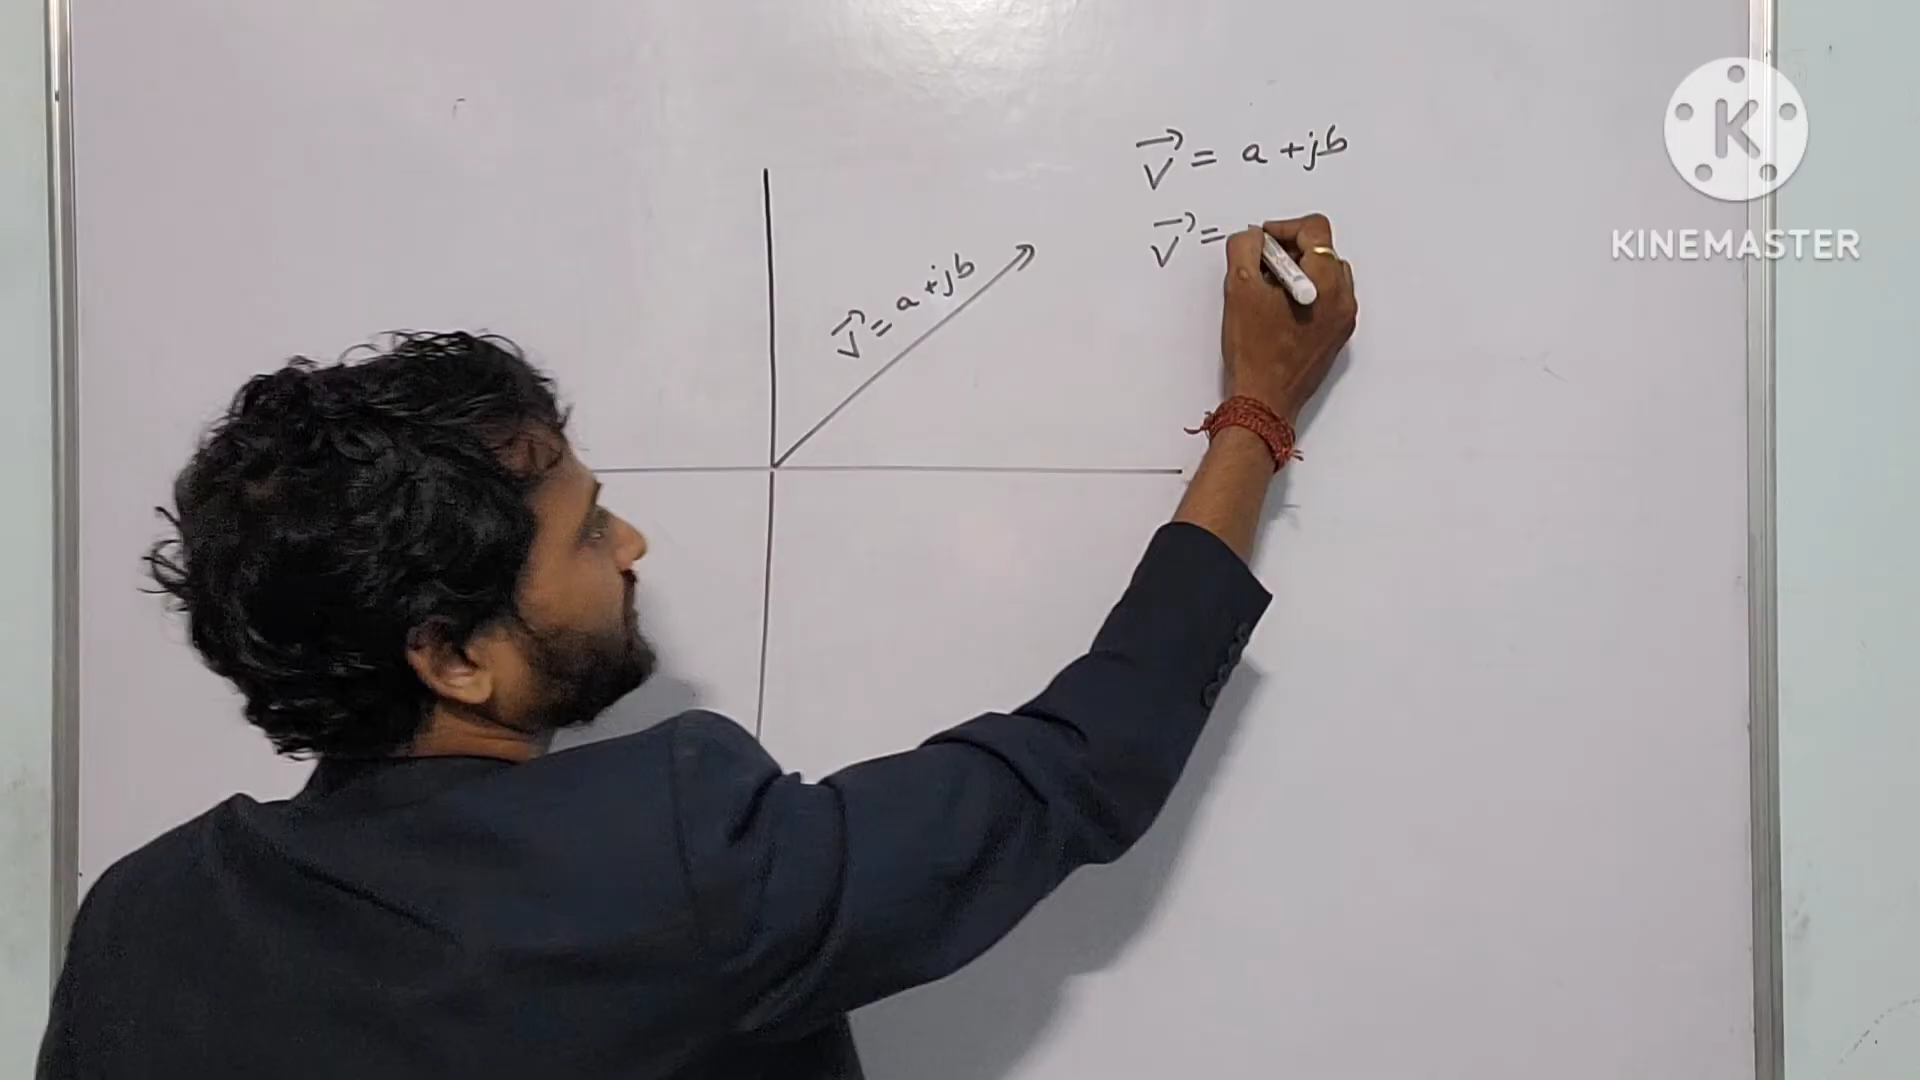 V⃗ = a + jb
V⃗ =
V⃗ = a + jb
K
KINEMASTER